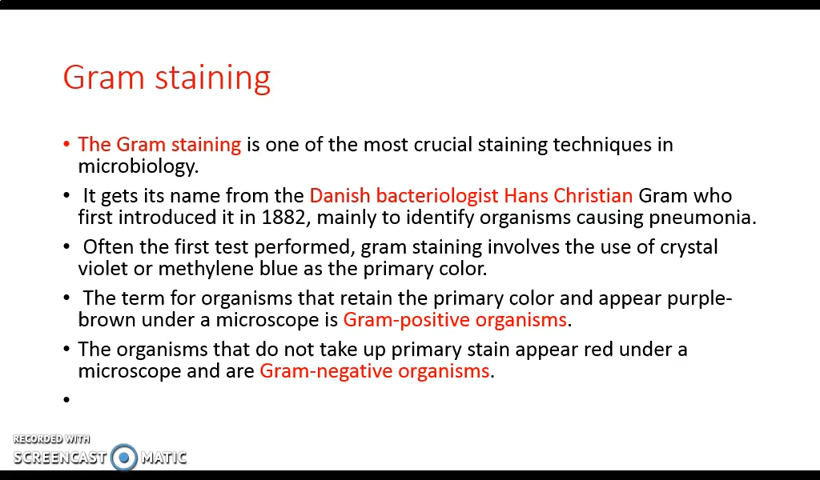 Gram staining
• The Gram staining is one of the most crucial staining techniques in
microbiology.
• It gets its name from the Danish bacteriologist Hans Christian Gram who
first introduced it in 1882, mainly to identify organisms causing pneumonia.
• Often the first test performed, gram staining involves the use of crystal
violet or methylene blue as the primary color.
• The term for organisms that retain the primary color and appear purple-
brown under a microscope is Gram-positive organisms.
• The organisms that do not take up primary stain appear red under a
microscope and are Gram-negative organisms.
•
RECORDED WITH
SCREENCAST MATIC